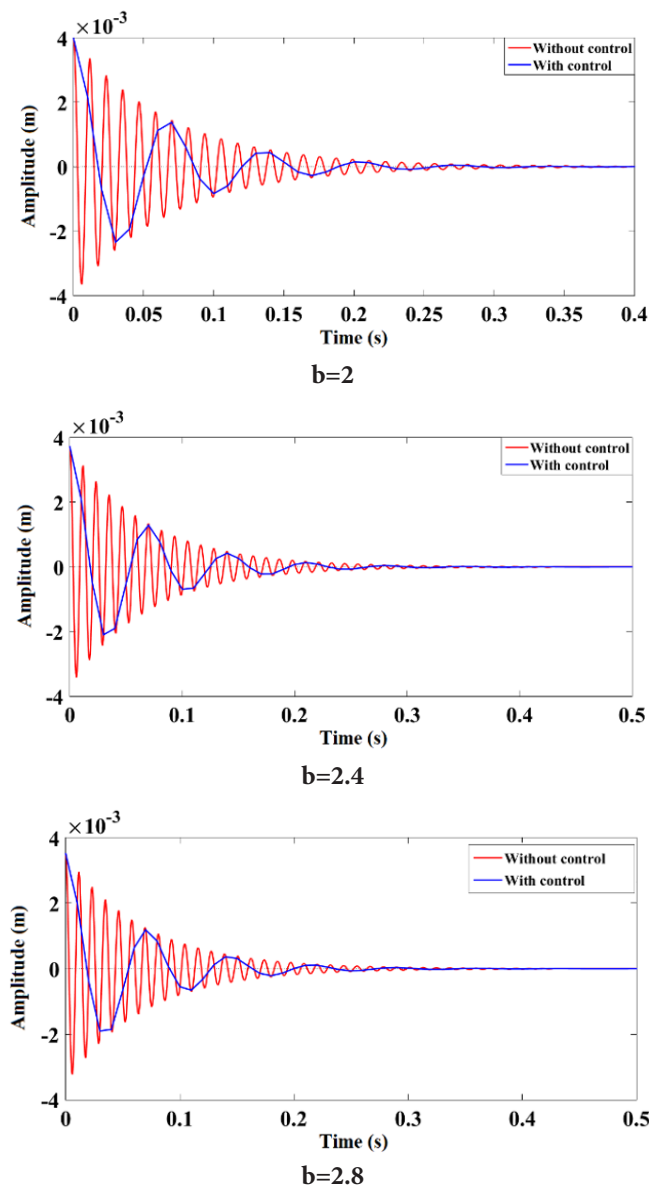 ×10⁻³
4
2
0
-2
-4
Amplitude (m)
Without control
With control
0 0.05 0.1 0.15 0.2 0.25 0.3 0.35 0.4
Time (s)
b=2
×10⁻³
4
2
0
-2
-4
Amplitude (m)
Without control
With control
0 0.1 0.2 0.3 0.4 0.5
Time (s)
b=2.4
×10⁻³
4
2
0
-2
-4
Amplitude (m)
Without control
With control
0 0.1 0.2 0.3 0.4 0.5
Time (s)
b=2.8